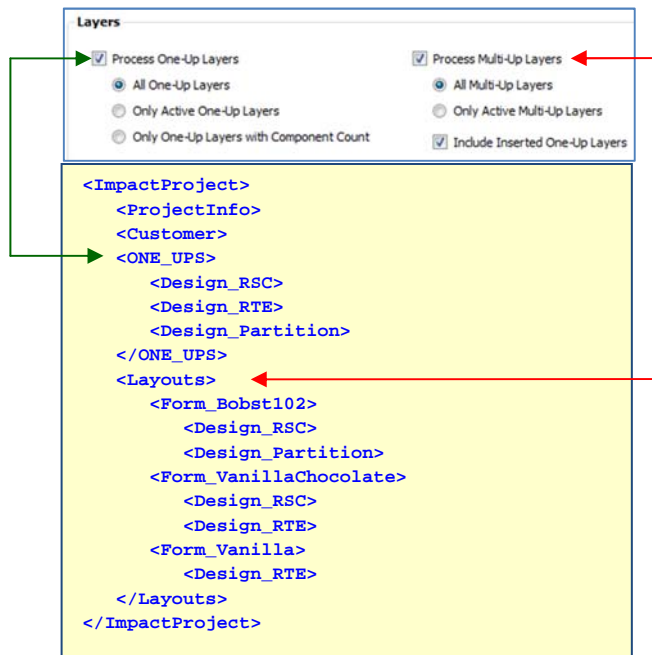 Layers
Process One-Up Layers
Process Multi-Up Layers
All One-Up Layers
All Multi-Up Layers
Only Active One-Up Layers
Only Active Multi-Up Layers
Only One-Up Layers with Component Count
Include Inserted One-Up Layers
<ImpactProject>
<ProjectInfo>
<Customer>
<ONE_UPS>
<Design_RSC>
<Design_RTE>
<Design_Partition>
</ONE_UPS>
<Layouts>
<Form_Bobst102>
<Design_RSC>
<Design_Partition>
<Form_VanillaChocolate>
<Design_RSC>
<Design_RTE>
<Form_Vanilla>
<Design_RTE>
</Layouts>
</ImpactProject>